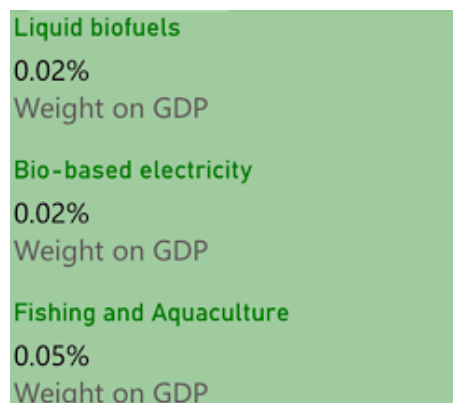 Liquid biofuels
0.02%
Weight on GDP
Bio-based electricity
0.02%
Weight on GDP
Fishing and Aquaculture
0.05%
Weight on GDP